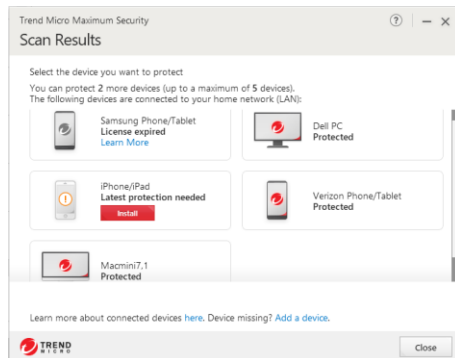 Trend Micro Maximum Security
Scan Results
Select the device you want to protect
You can protect 2 more devices (up to a maximum of 5 devices).
The following devices are connected to your home network (LAN):
Samsung Phone/Tablet
License expired
Learn More
Dell PC
Protected
iPhone/iPad
Latest protection needed
Install
Verizon Phone/Tablet
Protected
Macmini7,1
Protected
Learn more about connected devices here. Device missing? Add a device.
TREND
MICRO
Close